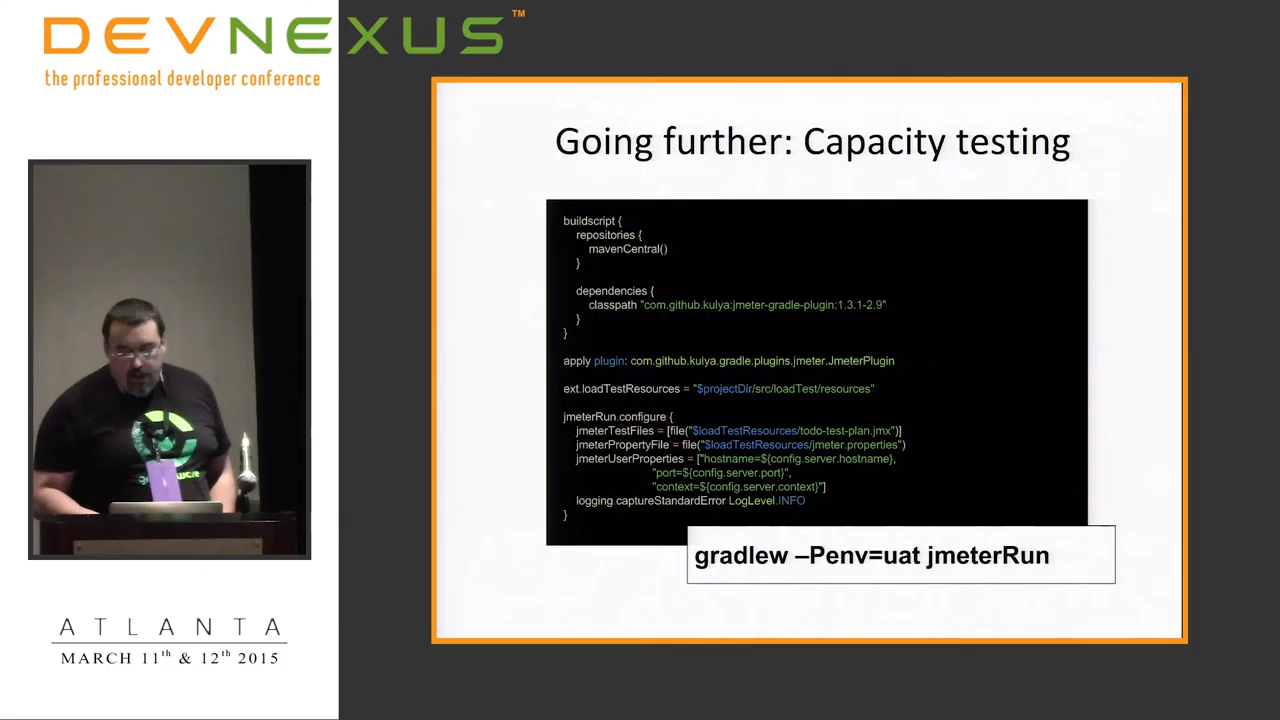 DEVNEXUS™
the professional developer conference
Going further: Capacity testing
buildscript {
repositories {
mavenCentral()
}
dependencies {
classpath "com.github.kulya:jmeter-gradle-plugin:1.3.1-2.9"
}
}
apply plugin: com.github.kulya.gradle.plugins.jmeter.JmeterPlugin
ext.loadTestResources = "$projectDir/src/loadTest/resources"
jmeterRun.configure {
jmeterTestFiles = [file("$loadTestResources/todo-test-plan.jmx")]
jmeterPropertyFile = file("$loadTestResources/jmeter.properties")
jmeterUserProperties = ["hostname=${config.server.hostname},
"port=${config.server.port}",
"context=${config.server.context}"]
logging.captureStandardError LogLevel.INFO
}
gradlew –Penv=uat jmeterRun
ATLANTA
MARCH 11th & 12th 2015